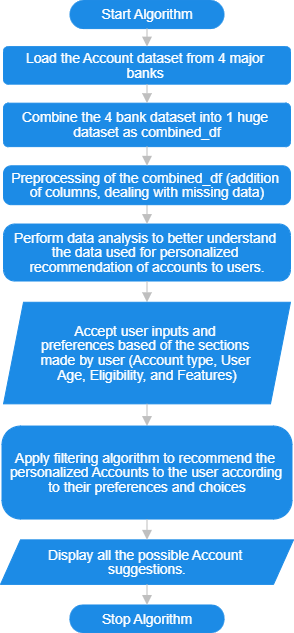 Start Algorithm
Load the Account dataset from 4 major
banks
Combine the 4 bank dataset into 1 huge
dataset as combined_df
Preprocessing of the combined_df (addition
of columns, dealing with missing data)
Perform data analysis to better understand
the data used for personalized
recommendation of accounts to users.
Accept user inputs and
preferences based of the sections
made by user (Account type, User
Age, Eligibility, and Features)
Apply filtering algorithm to recommend the
personalized Accounts to the user according
to their preferences and choices
Display all the possible Account
suggestions.
Stop Algorithm